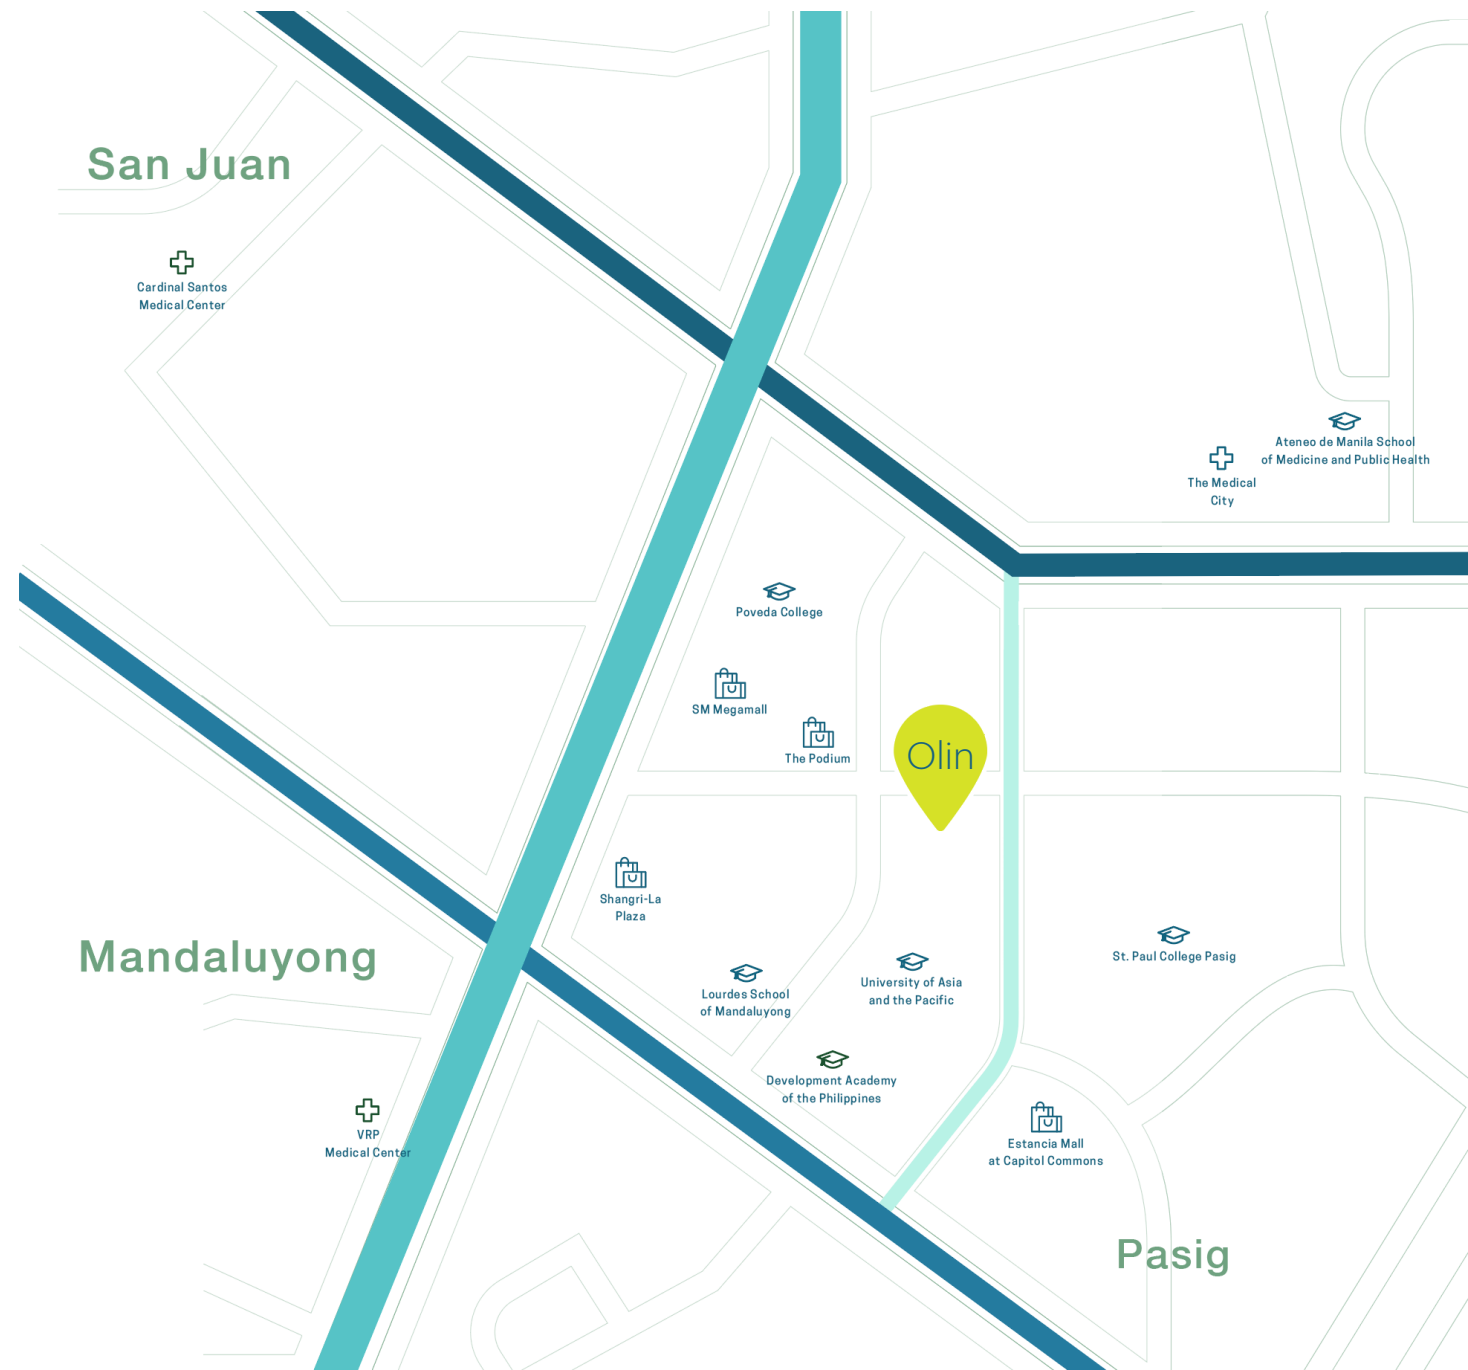 San Juan
Cardinal Santos
Medical Center
Ateneo de Manila School
of Medicine and Public Health
The Medical
City
Poveda College
SM Megamall
The Podium
Olin
Shangri-La
Plaza
Mandaluyong
St. Paul College Pasig
Lourdes School
of Mandaluyong
University of Asia
and the Pacific
Development Academy
of the Philippines
VRP
Medical Center
Estancia Mall
at Capitol Commons
Pasig